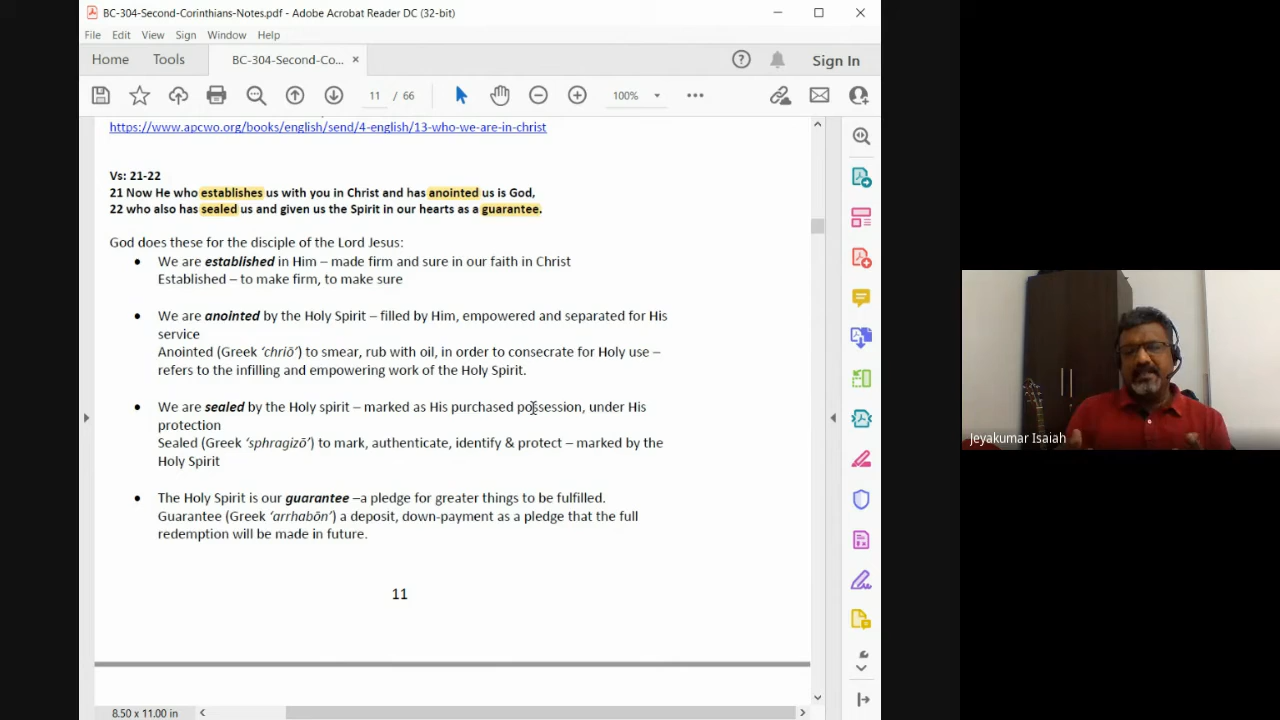 BC-304-Second-Corinthians-Notes.pdf - Adobe Acrobat Reader DC (32-bit)
File Edit View Sign Window Help
Home Tools BC-304-Second-Co... × Sign In
11 / 66 100%
https://www.apcwo.org/books/english/send/4-english/13-who-we-are-in-christ
Vs: 21-22
21 Now He who establishes us with you in Christ and has anointed us is God,
22 who also has sealed us and given us the Spirit in our hearts as a guarantee.
God does these for the disciple of the Lord Jesus:
• We are established in Him – made firm and sure in our faith in Christ
Established – to make firm, to make sure
• We are anointed by the Holy Spirit – filled by Him, empowered and separated for His
service
Anointed (Greek ‘chriō’) to smear, rub with oil, in order to consecrate for Holy use –
refers to the infilling and empowering work of the Holy Spirit.
• We are sealed by the Holy spirit – marked as His purchased possession, under His
protection
Sealed (Greek ‘sphragizō’) to mark, authenticate, identify & protect – marked by the
Holy Spirit
• The Holy Spirit is our guarantee –a pledge for greater things to be fulfilled.
Guarantee (Greek ‘arrhabōn’) a deposit, down-payment as a pledge that the full
redemption will be made in future.
11
8.50 x 11.00 in
Jeyakumar Isaiah